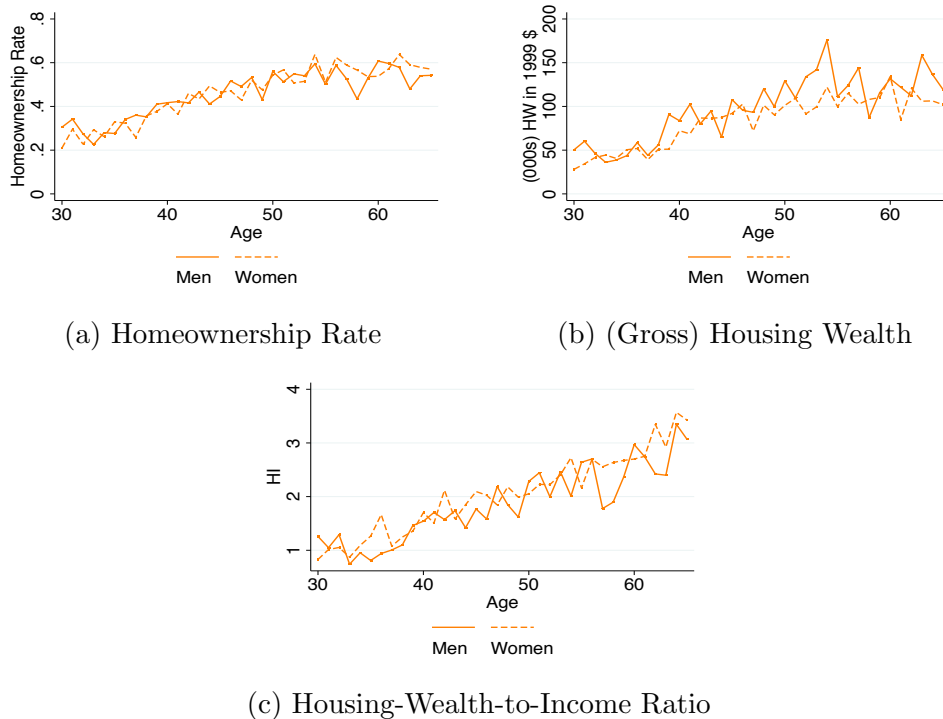 Homeownership Rate
0 .2 .4 .6 .8
30 40 50 60
Age
Men Women
(a) Homeownership Rate
(000s) HW in 1999 $
0 50 100 150 200
30 40 50 60
Age
Men Women
(b) (Gross) Housing Wealth
HI
1 2 3 4
30 40 50 60
Age
Men Women
(c) Housing-Wealth-to-Income Ratio